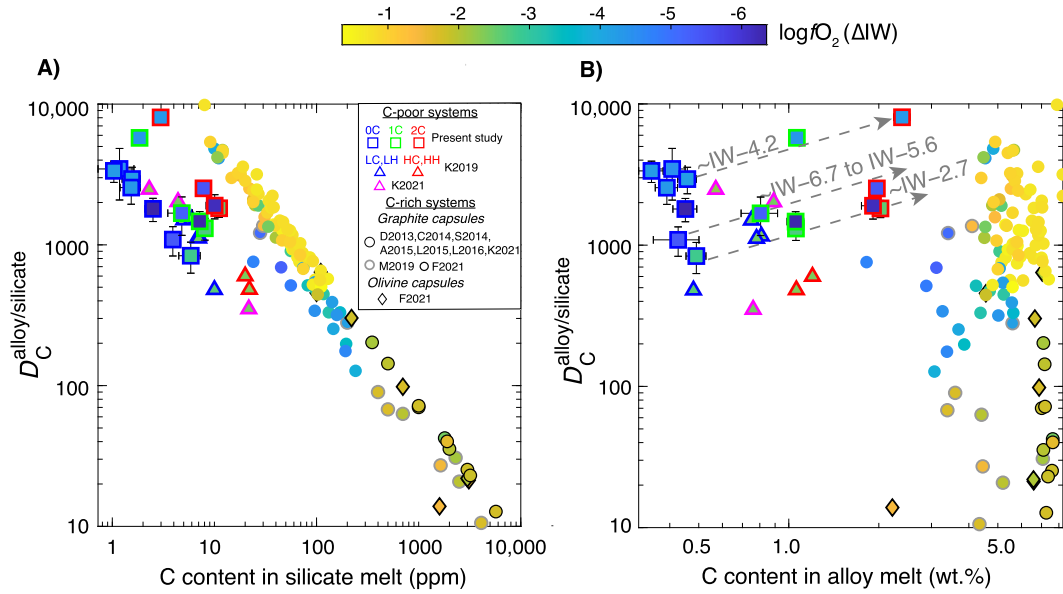 -1 -2 -3 -4 -5 -6
logfO2 (ΔIW)
A)
10,000
1000
100
10
1 10 100 1000 10,000
C content in silicate melt (ppm)
DC alloy/silicate
C-poor systems
0C 1C 2C
Present study
LC,LH HC,HH
K2019
K2021
C-rich systems
Graphite capsules
D2013,C2014,S2014,
A2015,L2015,L2016,K2021
M2019 F2021
Olivine capsules
F2021
B)
10,000
1000
100
10
0.5 1.0 5.0
C content in alloy melt (wt.%)
DC alloy/silicate
~IW−4.2
~IW−6.7 to IW−5.6
~IW−2.7